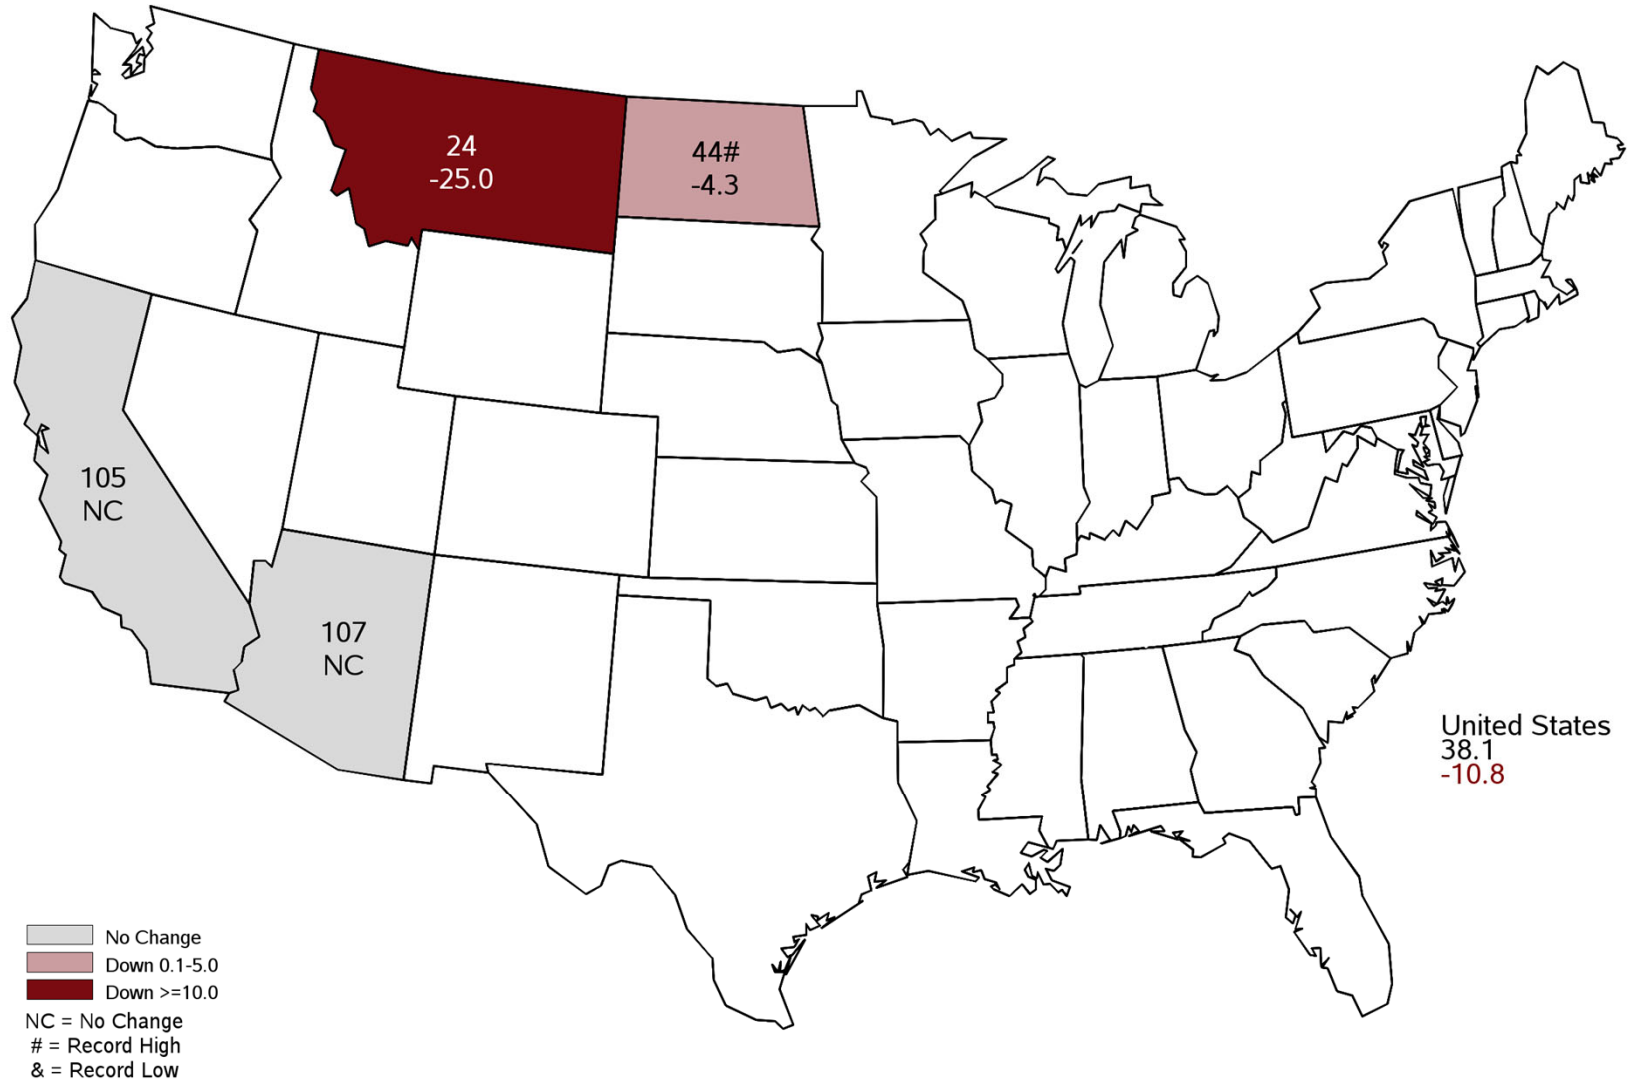 24
-25.0
44#
-4.3
105
NC
107
NC
United States
38.1
-10.8
No Change
Down 0.1-5.0
Down >=10.0
NC = No Change
# = Record High
& = Record Low